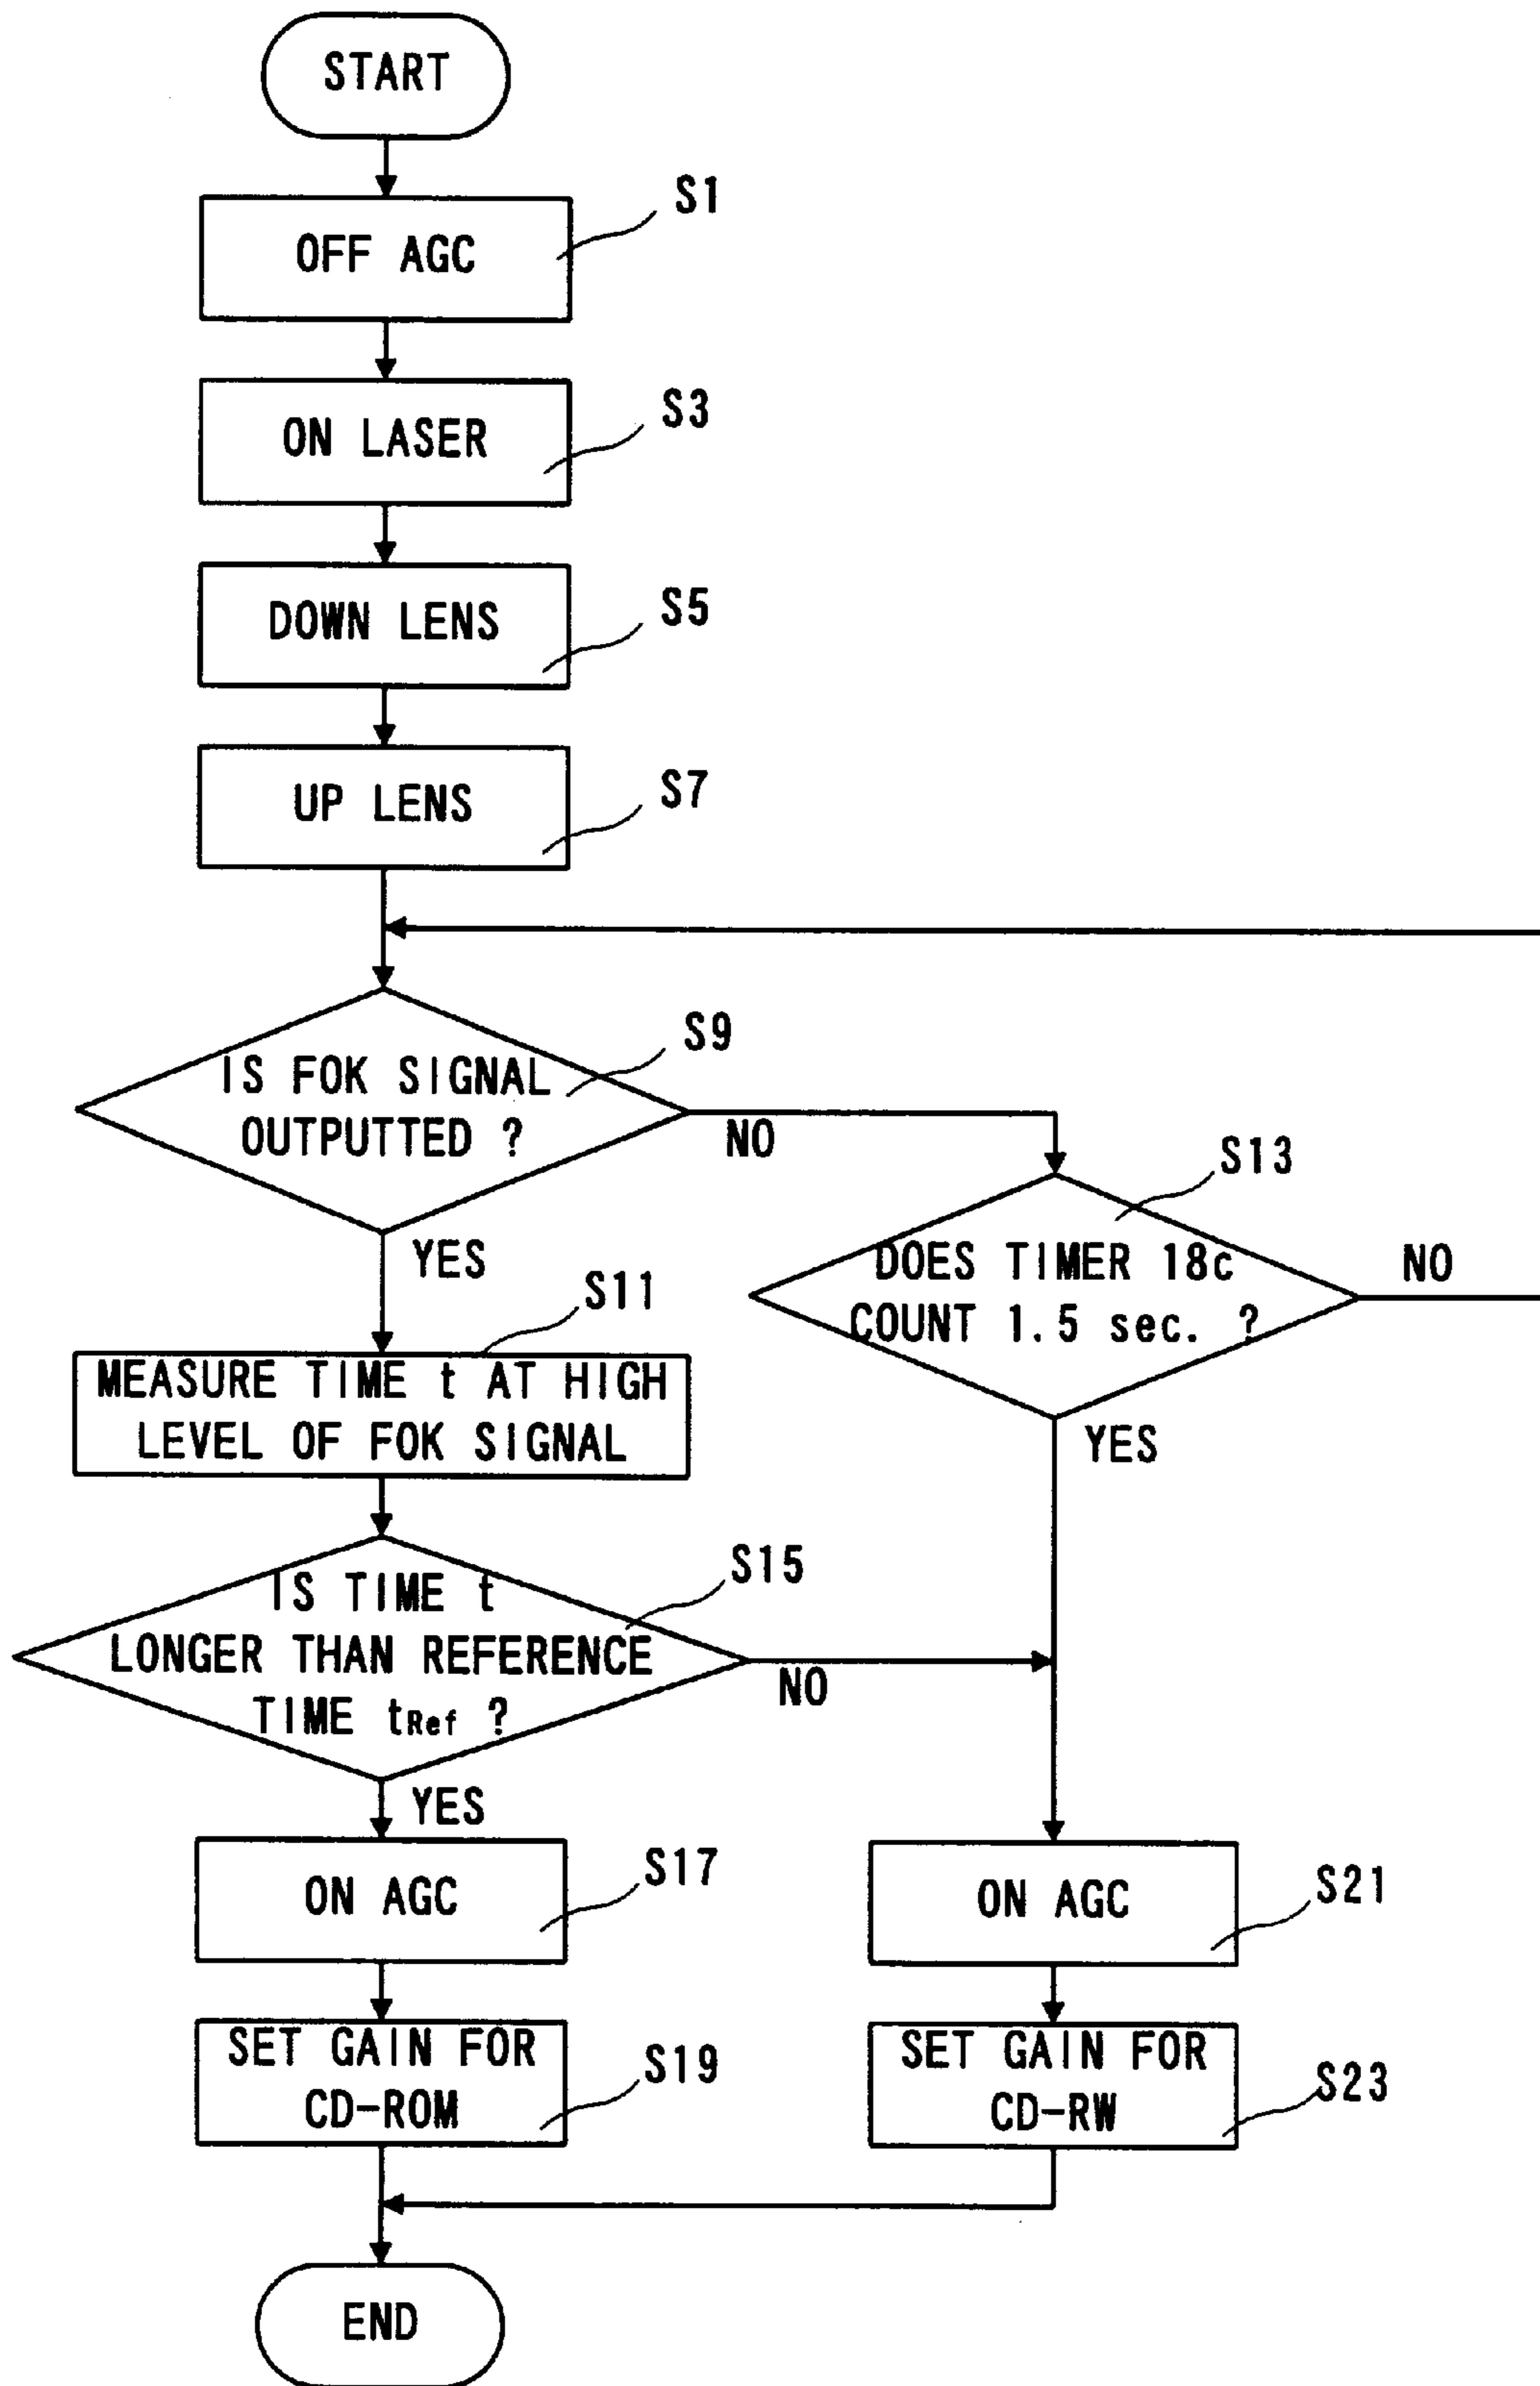 START
S1
OFF AGC
S3
ON LASER
S5
DOWN LENS
S7
UP LENS
S9
IS FOK SIGNAL
OUTPUTTED ?
NO
YES
S13
DOES TIMER 18c
COUNT 1.5 sec. ?
NO
YES
S11
MEASURE TIME t AT HIGH
LEVEL OF FOK SIGNAL
S15
IS TIME t
LONGER THAN REFERENCE
TIME tRef ?
NO
YES
S17
ON AGC
S21
ON AGC
S19
SET GAIN FOR
CD-ROM
S23
SET GAIN FOR
CD-RW
END